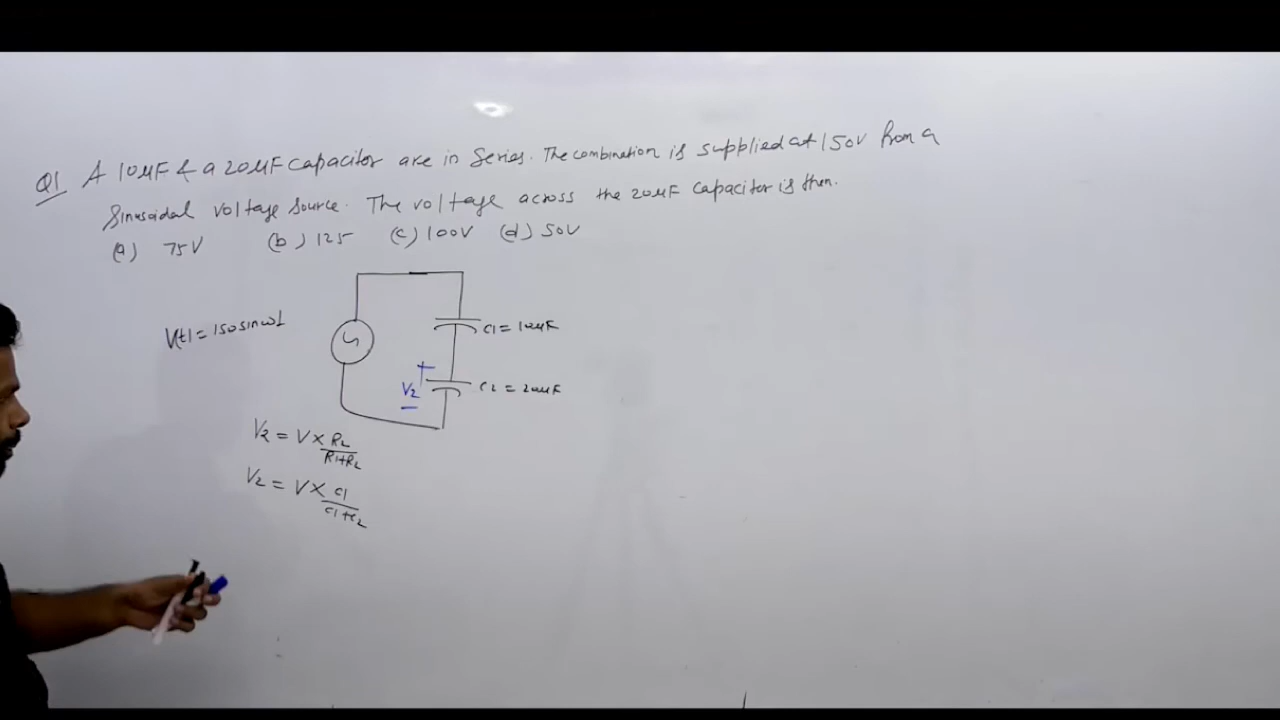 Q1 A 10μF & a 20μF capacitor are in Series. The combination is supplied at 150V from a
Sinusoidal voltage source. The voltage across the 20μF capacitor is then.
(a) 75V (b) 125 (c) 100V (d) 50V
V(t) = 150sinωt
C1 = 10μF
V2
+
−
C2 = 20μF
V2 = V × R2/R1+R2
V2 = V × C1/C1+C2